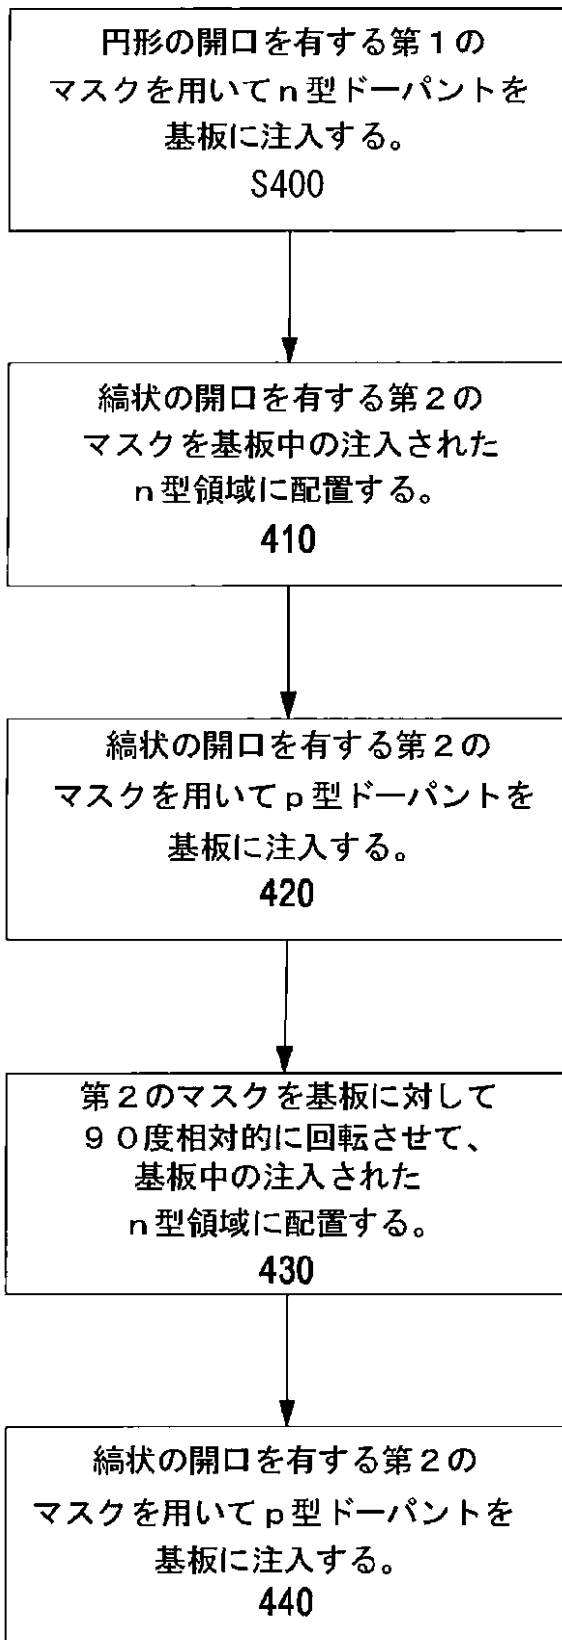 円形の開口を有する第１の
マスクを用いてｎ型ドーパントを
基板に注入する。
S400
縞状の開口を有する第２の
マスクを基板中の注入された
ｎ型領域に配置する。
410
縞状の開口を有する第２の
マスクを用いてｐ型ドーパントを
基板に注入する。
420
第２のマスクを基板に対して
９０度相対的に回転させて、
基板中の注入された
ｎ型領域に配置する。
430
縞状の開口を有する第２の
マスクを用いてｐ型ドーパントを
基板に注入する。
440